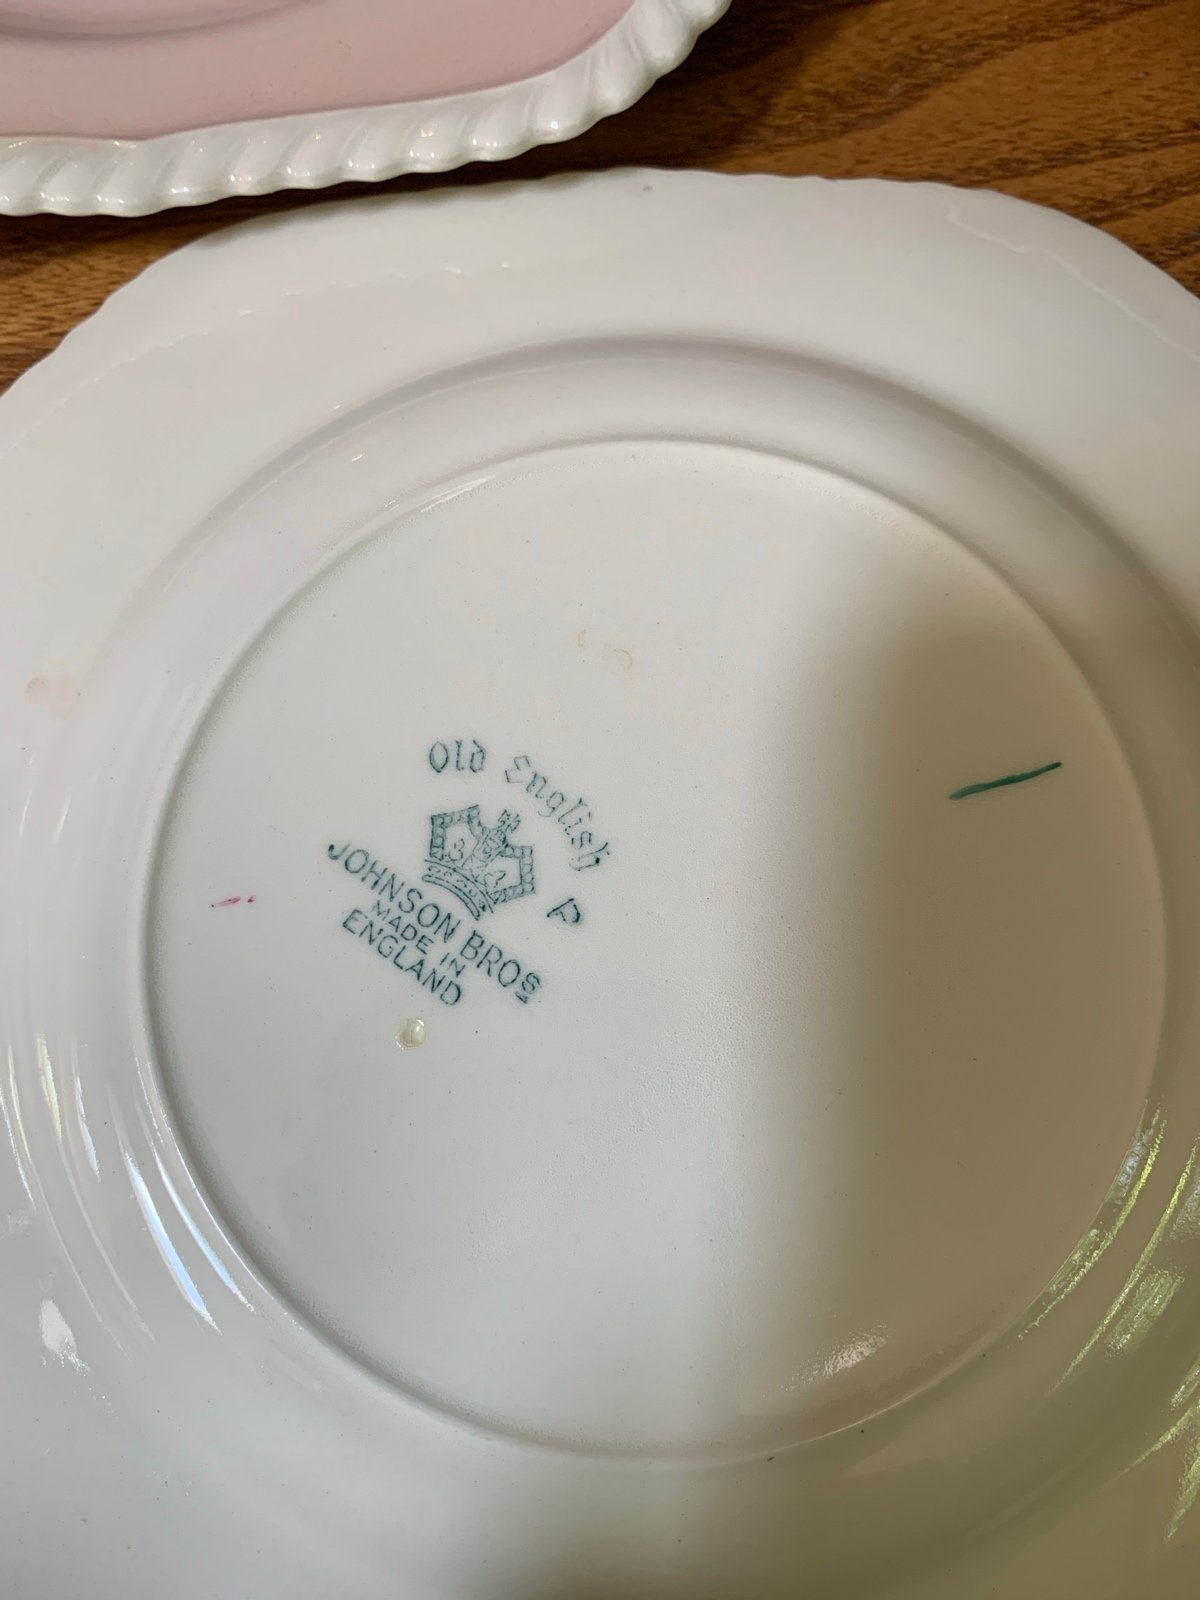 Old English
P
JOHNSON BROS
MADE IN
ENGLAND